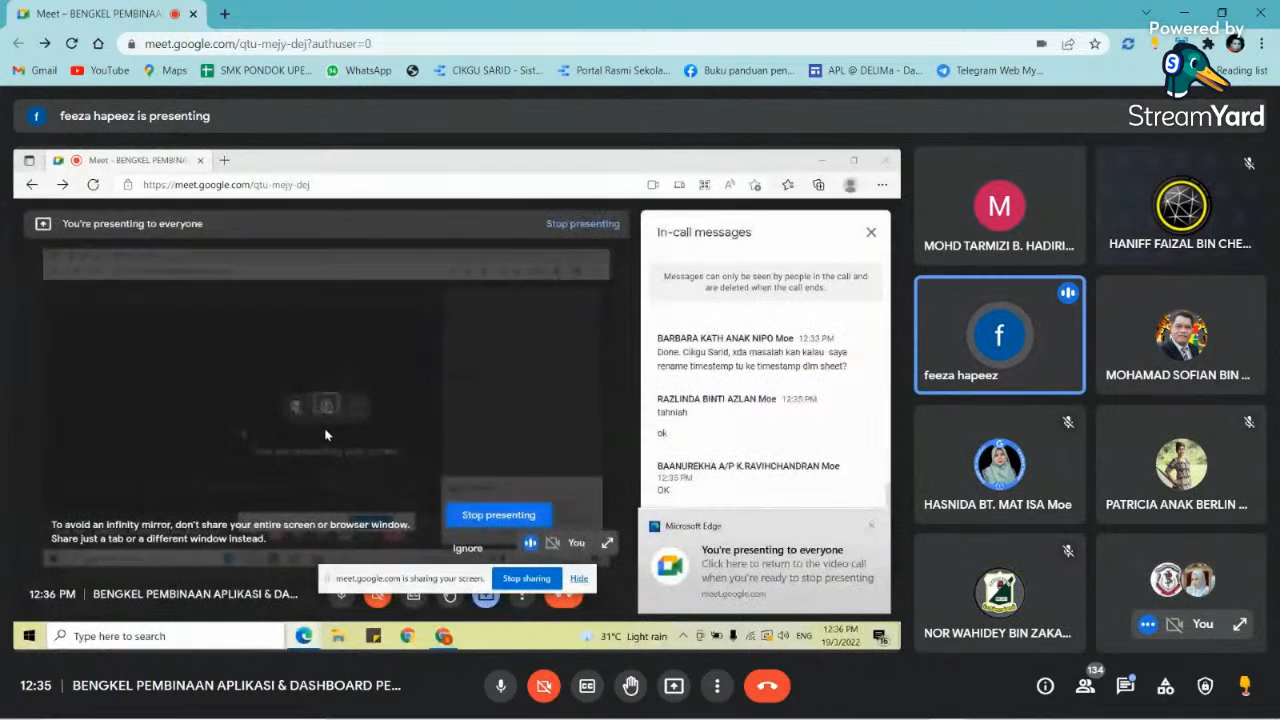 Meet – BENGKEL PEMBINAA
meet.google.com/qtu-mejy-dej?authuser=0
Powered by
StreamYard
Gmail
YouTube
Maps
SMK PONDOK UPE...
WhatsApp
CIKGU SARID - Sist...
Portal Rasmi Sekola...
Buku panduan pen...
APL @ DELIMa - Da...
Telegram Web My...
Reading list
feeza hapeez is presenting
Meet - BENGKEL PEMBINA
https://meet.google.com/qtu-mejy-dej
You're presenting to everyone
Stop presenting
In-call messages
Messages can only be seen by people in the call and
are deleted when the call ends.
BARBARA KATH ANAK NIPO Moe 12:33 PM
Done. Cikgu Sarid, xda masalah kan kalau saya
rename timestemp tu ke timestamp dlm sheet?
RAZLINDA BINTI AZLAN Moe 12:35 PM
tahniah
ok
BAANUREKHA A/P K.RAVIHCHANDRAN Moe
12:35 PM
OK
Stop presenting
To avoid an infinity mirror, don't share your entire screen or browser window.
Share just a tab or a different window instead.
Ignore
You
meet.google.com is sharing your screen.
Stop sharing
Hide
12:36 PM | BENGKEL PEMBINAAN APLIKASI & DA...
Microsoft Edge
You're presenting to everyone
Click here to return to the video call
when you're ready to stop presenting
meet.google.com
Type here to search
31°C Light rain
ENG
12:36 PM
19/3/2022
16
M
MOHD TARMIZI B. HADIRI...
HANIFF FAIZAL BIN CHE...
f
feeza hapeez
MOHAMAD SOFIAN BIN ...
HASNIDA BT. MAT ISA Moe
PATRICIA ANAK BERLIN ...
NOR WAHIDEY BIN ZAKA...
You
12:35 | BENGKEL PEMBINAAN APLIKASI & DASHBOARD PE...
134